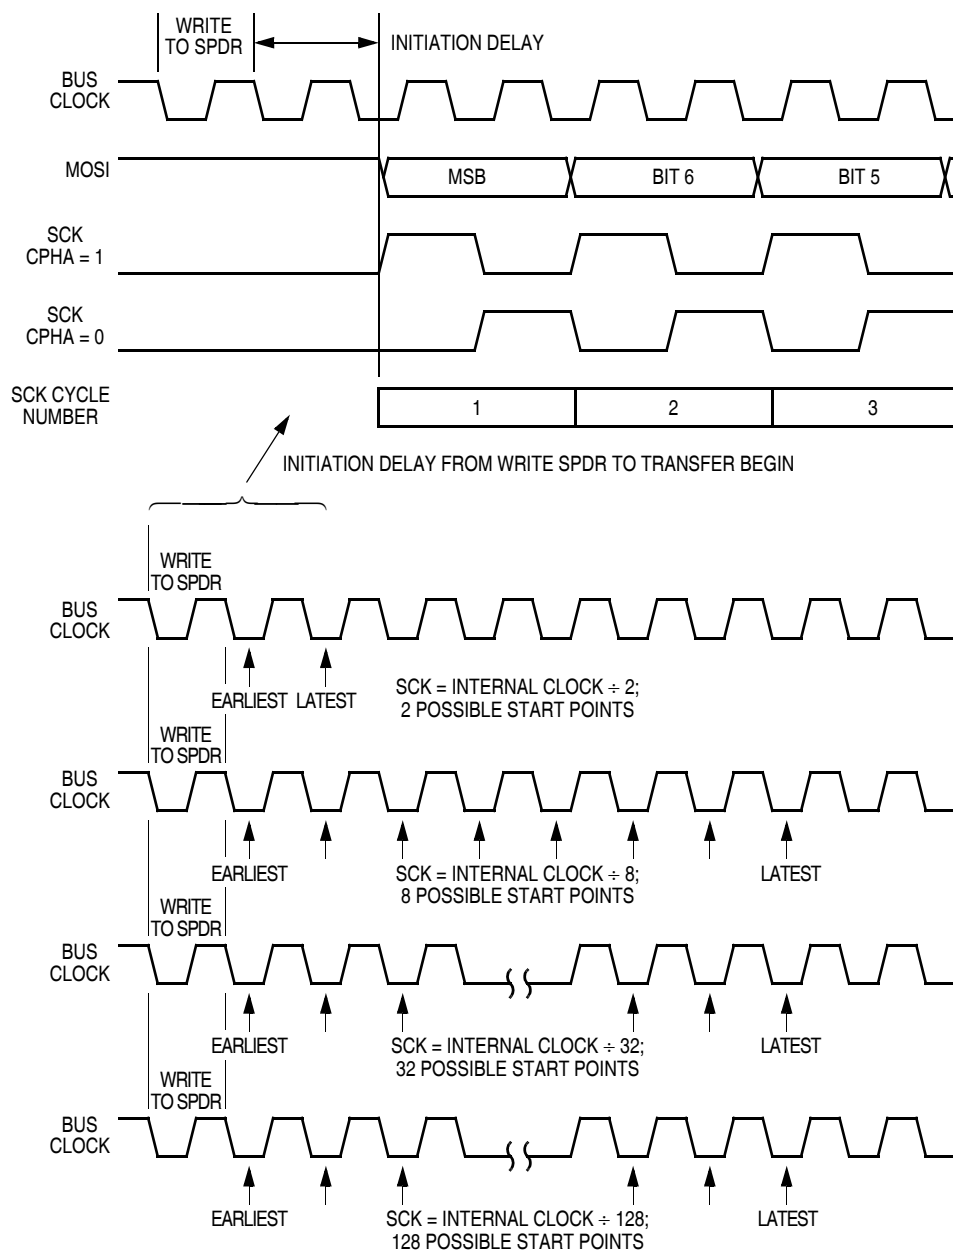 WRITE
TO SPDR
INITIATION DELAY
BUS
CLOCK
MOSI
MSB
BIT 6
BIT 5
SCK
CPHA = 1
SCK
CPHA = 0
SCK CYCLE
NUMBER
1
2
3
INITIATION DELAY FROM WRITE SPDR TO TRANSFER BEGIN
WRITE
TO SPDR
BUS
CLOCK
EARLIEST
LATEST
SCK = INTERNAL CLOCK ÷ 2;
2 POSSIBLE START POINTS
WRITE
TO SPDR
BUS
CLOCK
EARLIEST
SCK = INTERNAL CLOCK ÷ 8;
8 POSSIBLE START POINTS
LATEST
WRITE
TO SPDR
BUS
CLOCK
EARLIEST
SCK = INTERNAL CLOCK ÷ 32;
32 POSSIBLE START POINTS
LATEST
WRITE
TO SPDR
BUS
CLOCK
EARLIEST
SCK = INTERNAL CLOCK ÷ 128;
128 POSSIBLE START POINTS
LATEST